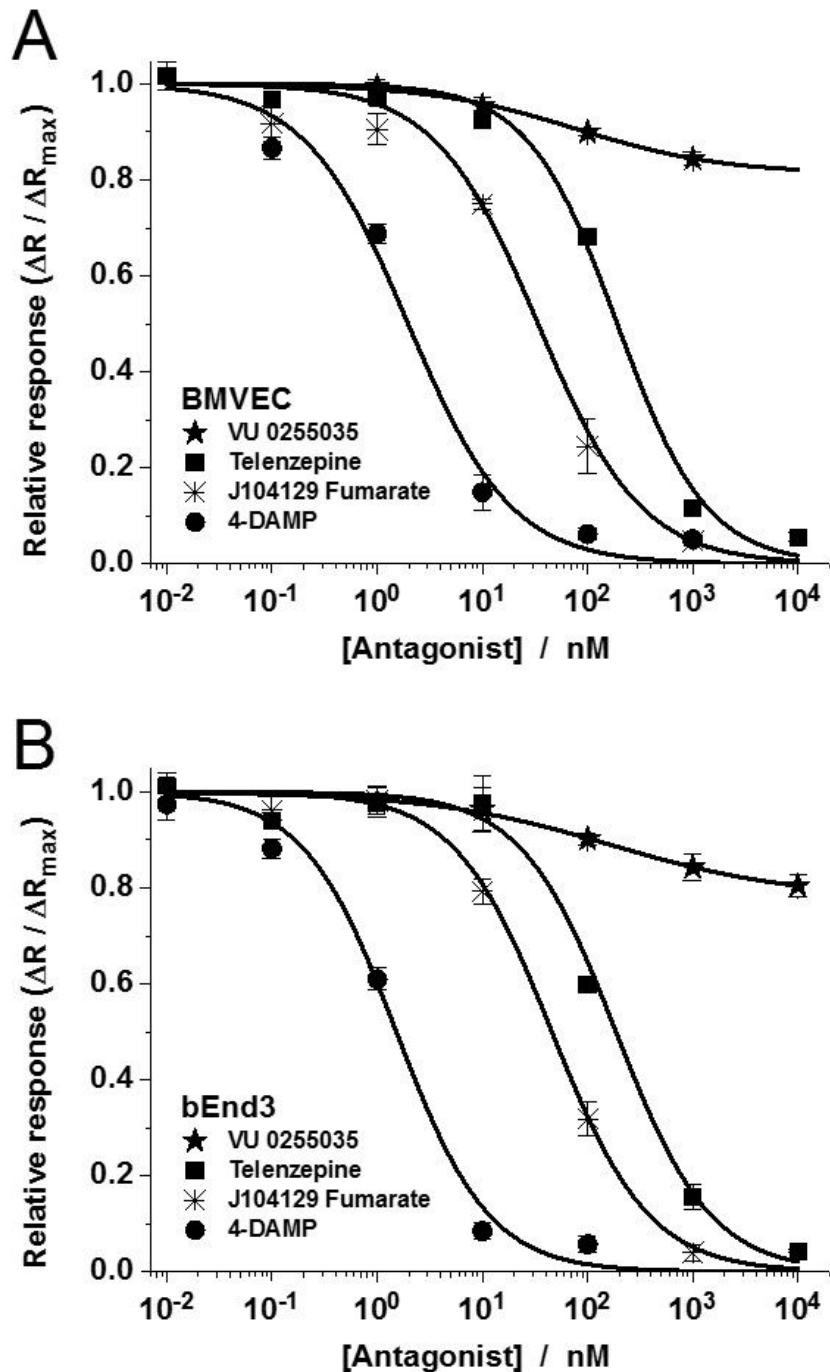 A
Relative response (ΔR / ΔRmax)
1.0
0.8
0.6
0.4
0.2
0.0
BMVEC
VU 0255035
Telenzepine
J104129 Fumarate
4-DAMP
10-2 10-1 100 101 102 103 104
[Antagonist] / nM
B
Relative response (ΔR / ΔRmax)
1.0
0.8
0.6
0.4
0.2
0.0
bEnd3
VU 0255035
Telenzepine
J104129 Fumarate
4-DAMP
10-2 10-1 100 101 102 103 104
[Antagonist] / nM